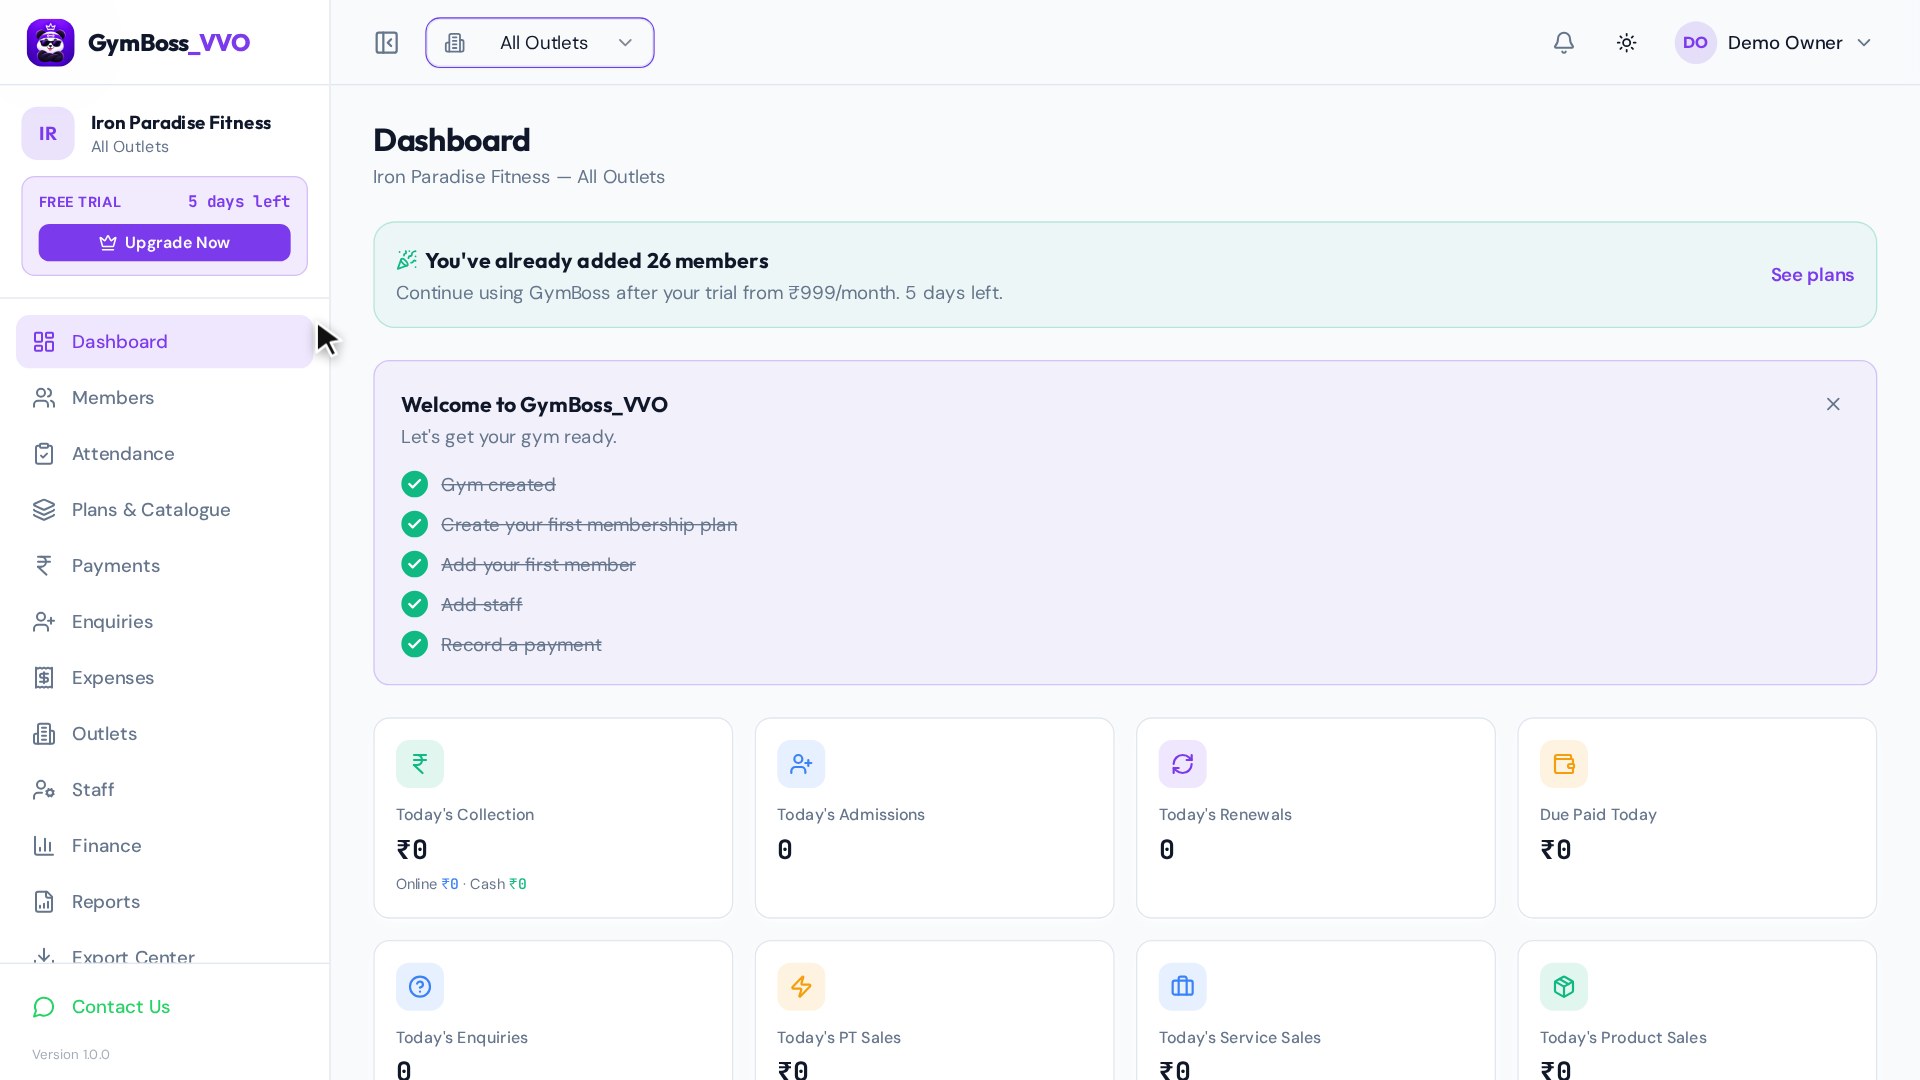 GymBoss_VVO
All Outlets
DO
Demo Owner
IR
Iron Paradise Fitness
All Outlets
FREE TRIAL
5 days left
Upgrade Now
Dashboard
Members
Attendance
Plans & Catalogue
Payments
Enquiries
Expenses
Outlets
Staff
Finance
Reports
Export Center
Contact Us
Version 1.0.0
Dashboard
Iron Paradise Fitness — All Outlets
You've already added 26 members
Continue using GymBoss after your trial from ₹999/month. 5 days left.
See plans
Welcome to GymBoss_VVO
Let's get your gym ready.
Gym created
Create your first membership plan
Add your first member
Add staff
Record a payment
Today's Collection
₹0
Online ₹0 · Cash ₹0
Today's Admissions
0
Today's Renewals
0
Due Paid Today
₹0
Today's Enquiries
0
Today's PT Sales
₹0
Today's Service Sales
₹0
Today's Product Sales
₹0